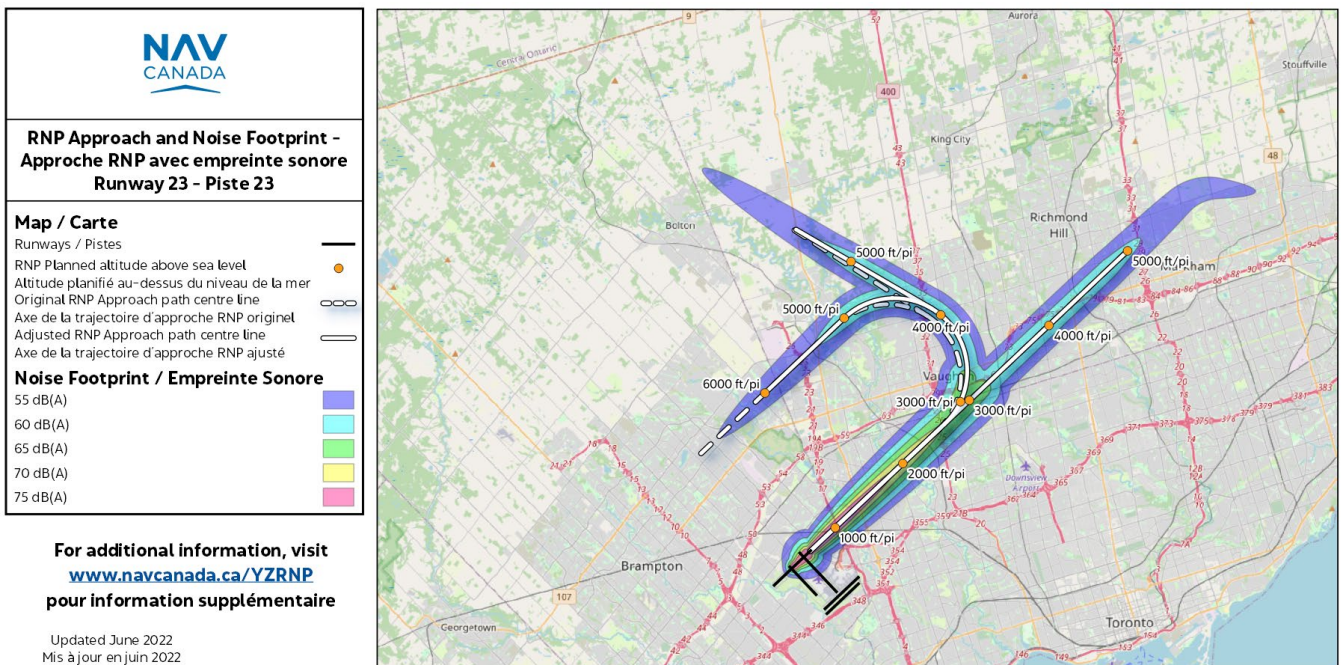 NAV
CANADA
RNP Approach and Noise Footprint -
Approche RNP avec empreinte sonore
Runway 23 - Piste 23
Map / Carte
Runways / Pistes
RNP Planned altitude above sea level
Altitude planifié au-dessus du niveau de la mer
Original RNP Approach path centre line
Axe de la trajectoire d'approche RNP originel
Adjusted RNP Approach path centre line
Axe de la trajectoire d'approche RNP ajusté
Noise Footprint / Empreinte Sonore
55 dB(A)
60 dB(A)
65 dB(A)
70 dB(A)
75 dB(A)
For additional information, visit
www.navcanada.ca/YZRNP
pour information supplémentaire
Updated June 2022
Mis à jour en juin 2022
9
52
Aurora
41
Central Ontario
Stouffville
400
King City
48
Richmond
Hill
Bolton
5000 ft/pi
5000 ft/pi
Markham
5000 ft/pi
4000 ft/pi
4000 ft/pi
6000 ft/pi
Vaugh
3000 ft/pi
3000 ft/pi
2000 ft/pi
Downsview
Airport
1000 ft/pi
Brampton
107
Georgetown
Toronto